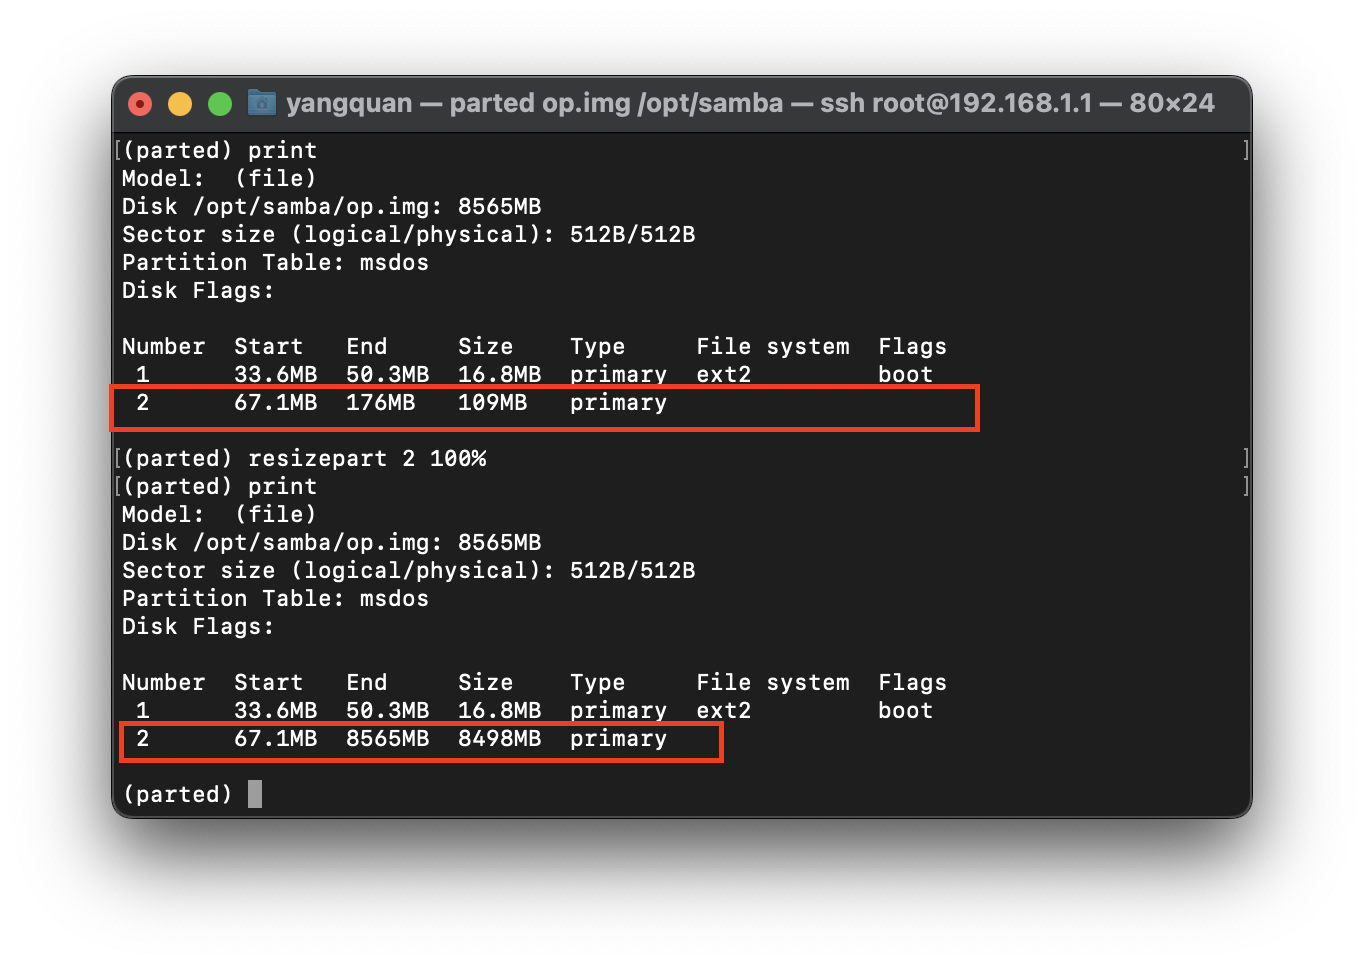 yangquan — parted op.img /opt/samba — ssh root@192.168.1.1 — 80×24
[(parted) print ]
Model:  (file)
Disk /opt/samba/op.img: 8565MB
Sector size (logical/physical): 512B/512B
Partition Table: msdos
Disk Flags:
Number  Start   End     Size    Type     File system  Flags
 1      33.6MB  50.3MB  16.8MB  primary  ext2         boot
 2      67.1MB  176MB   109MB   primary
[(parted) resizepart 2 100% ]
[(parted) print ]
Model:  (file)
Disk /opt/samba/op.img: 8565MB
Sector size (logical/physical): 512B/512B
Partition Table: msdos
Disk Flags:
Number  Start   End     Size    Type     File system  Flags
 1      33.6MB  50.3MB  16.8MB  primary  ext2         boot
 2      67.1MB  8565MB  8498MB  primary
(parted)